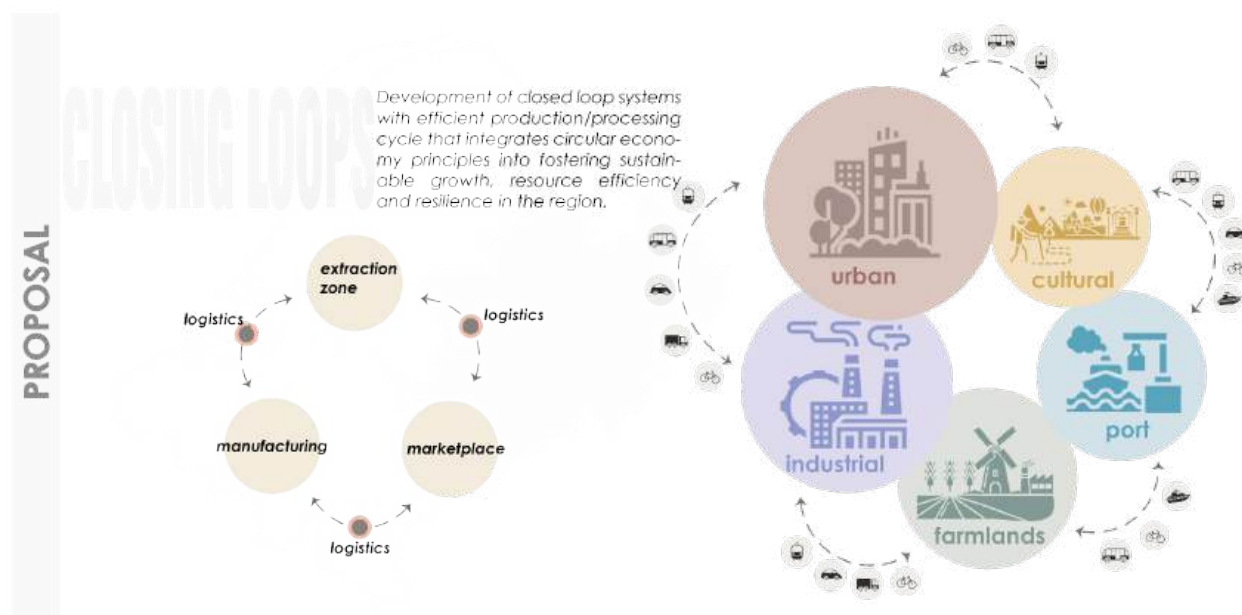 PROPOSAL
CLOSING LOOPS
Development of closed loop systems
with efficient production/processing
cycle that integrates circular econo-
my principles into fostering sustain-
able growth, resource efficiency
and resilience in the region.
extraction
zone
logistics
logistics
manufacturing
marketplace
logistics
urban
cultural
industrial
port
farmlands